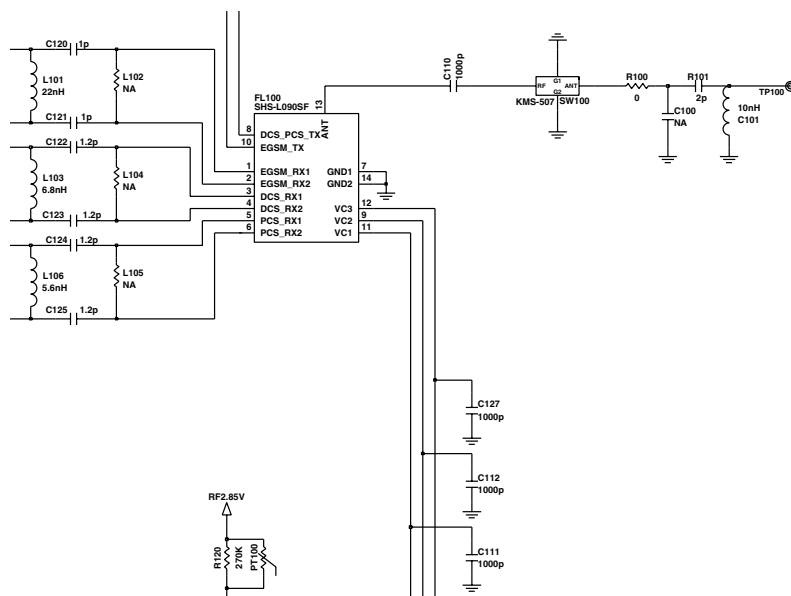 C120 1p
L101
22nH
L102
NA
C121 1p
C122 1.2p
L103
6.8nH
L104
NA
C123 1.2p
C124 1.2p
L106
5.6nH
L105
NA
C125 1.2p
FL100
SHS-L090SF
13
ANT
8 DCS_PCS_TX
10 EGSM_TX
1 EGSM_RX1
2 EGSM_RX2
3 DCS_RX1
4 DCS_RX2
5 PCS_RX1
6 PCS_RX2
GND1 7
GND2 14
VC3 12
VC2 9
VC1 11
C110
1000p
RF G1 ANT
G2
KMS-507 SW100
R100
0
R101
2p
C100
NA
10nH
C101
TP100
C127
1000p
C112
1000p
C111
1000p
RF2.85V
R120
270K
PT100